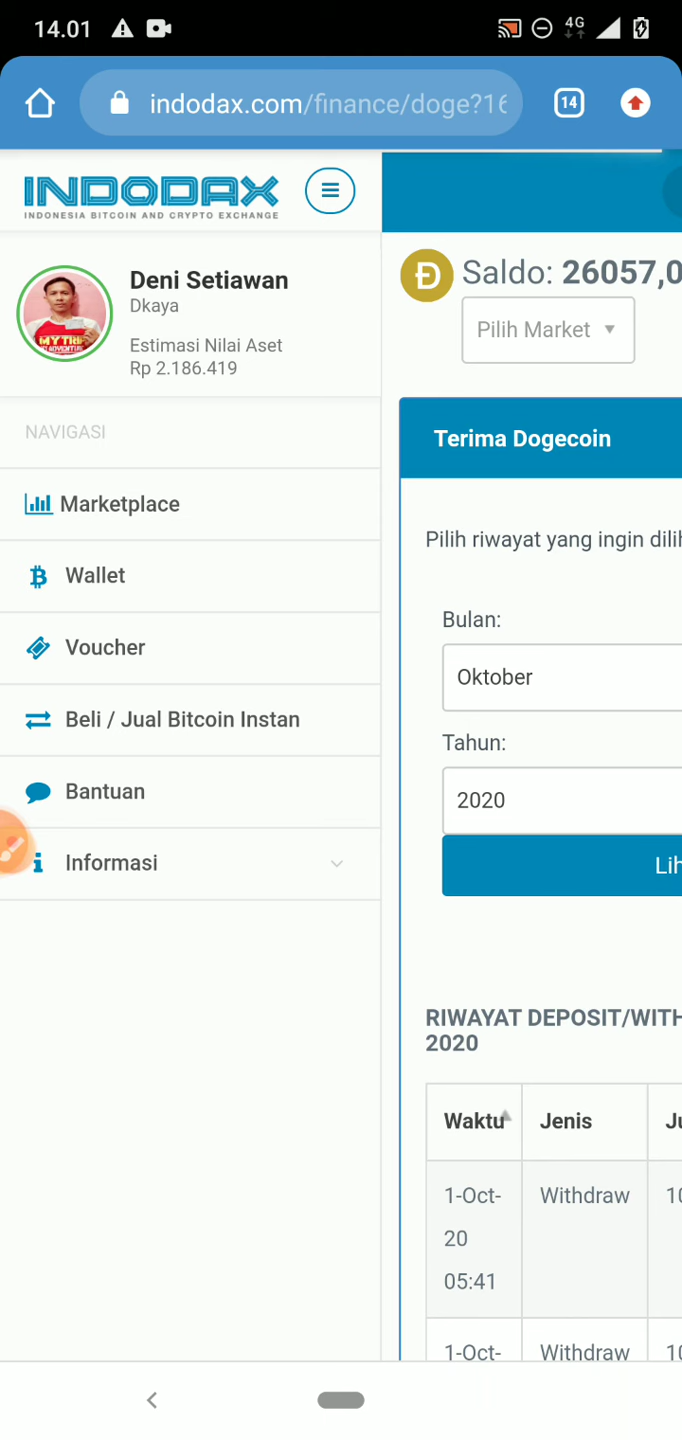 14.01
4G
indodax.com/finance/doge?16
14
INDODAX
INDONESIA BITCOIN AND CRYPTO EXCHANGE
Deni Setiawan
Dkaya
Estimasi Nilai Aset
Rp 2.186.419
NAVIGASI
Marketplace
Wallet
Voucher
Beli / Jual Bitcoin Instan
Bantuan
Informasi
Saldo: 26057,0
Pilih Market
Terima Dogecoin
Pilih riwayat yang ingin dilih
Bulan:
Oktober
Tahun:
2020
Lih
RIWAYAT DEPOSIT/WITH
2020
Waktu Jenis Ju
1-Oct- Withdraw 10
20
05:41
1-Oct- Withdraw 10